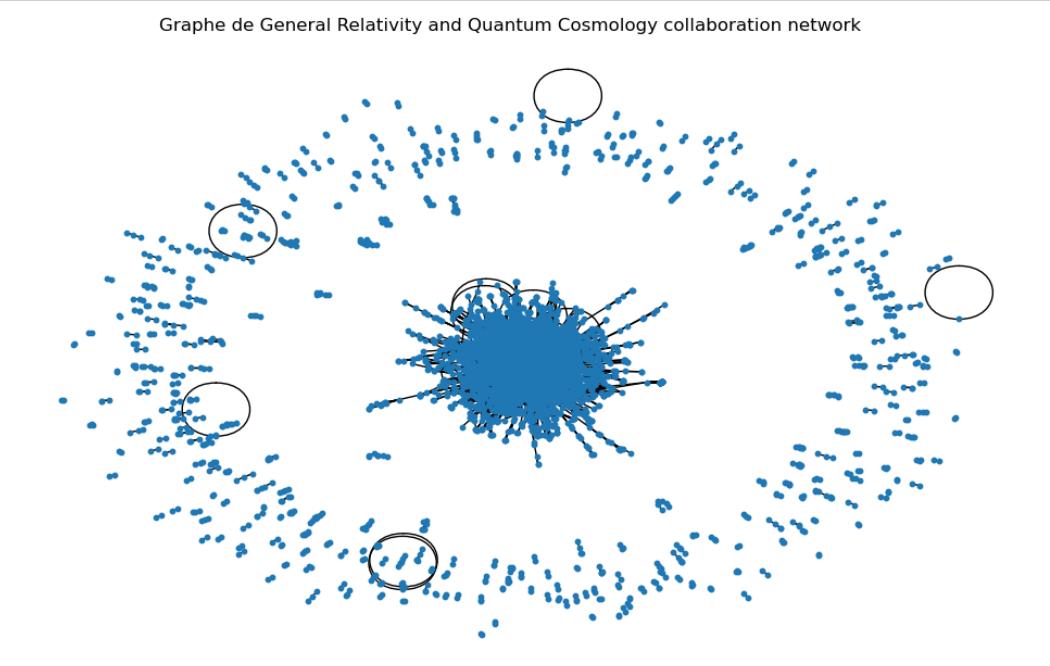 Graphe de General Relativity and Quantum Cosmology collaboration network